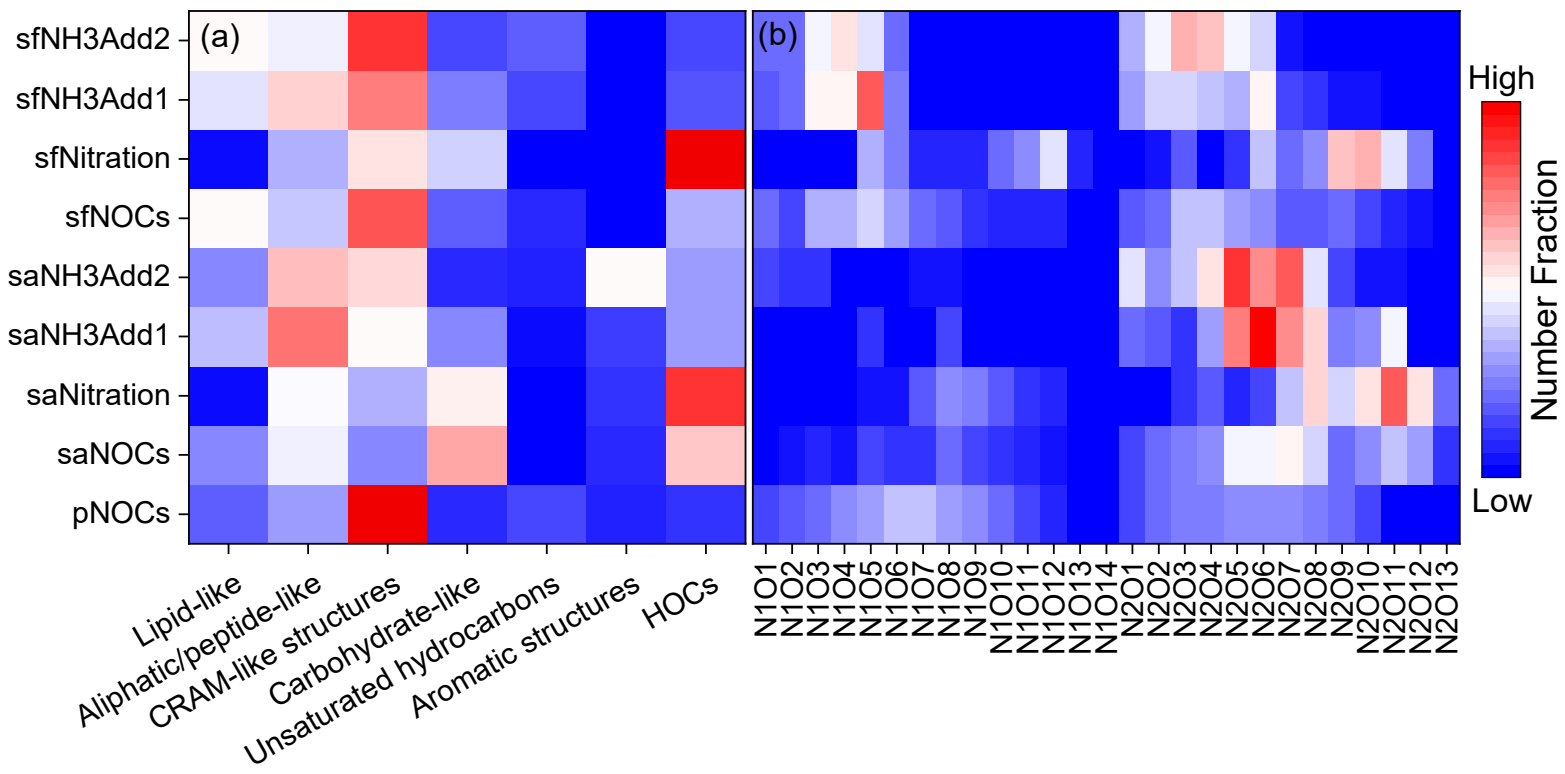 (a)
(b)
sfNH3Add2
sfNH3Add1
sfNitration
sfNOCs
saNH3Add2
saNH3Add1
saNitration
saNOCs
pNOCs
Lipid-like
Aliphatic/peptide-like
CRAM-like structures
Carbohydrate-like
Unsaturated hydrocarbons
Aromatic structures
HOCs
N1O1
N1O2
N1O3
N1O4
N1O5
N1O6
N1O7
N1O8
N1O9
N1O10
N1O11
N1O12
N1O13
N1O14
N2O1
N2O2
N2O3
N2O4
N2O5
N2O6
N2O7
N2O8
N2O9
N2O10
N2O11
N2O12
N2O13
High
Number Fraction
Low